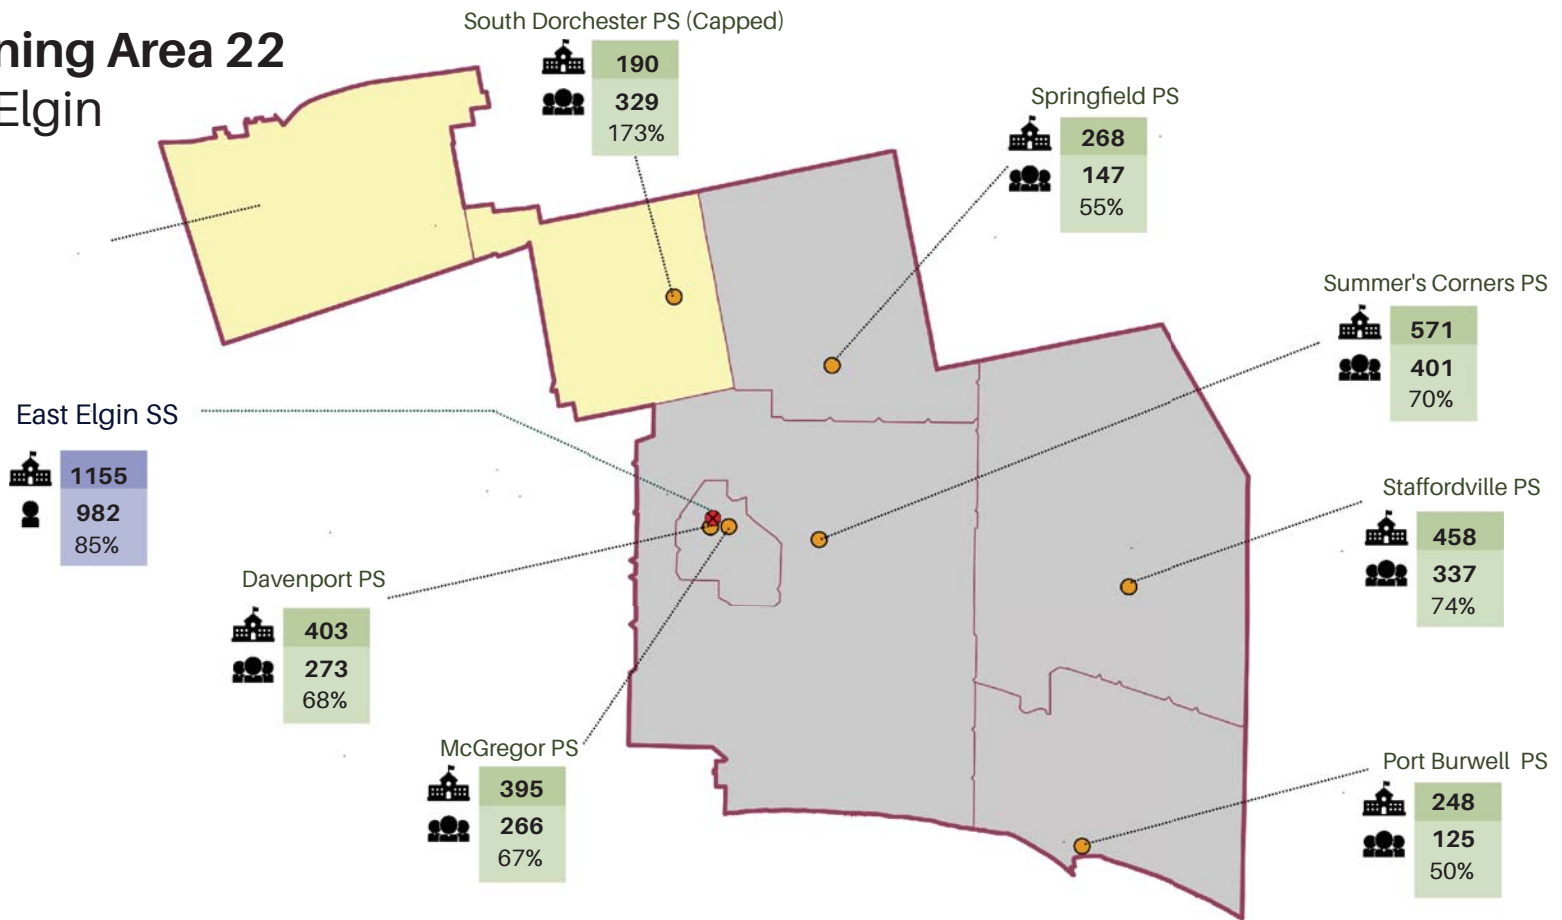 ning Area 22
Elgin
South Dorchester PS (Capped)
190
329
173%
Springfield PS
268
147
55%
Summer's Corners PS
571
401
70%
East Elgin SS
1155
982
85%
Staffordville PS
458
337
74%
Davenport PS
403
273
68%
McGregor PS
395
266
67%
Port Burwell PS
248
125
50%